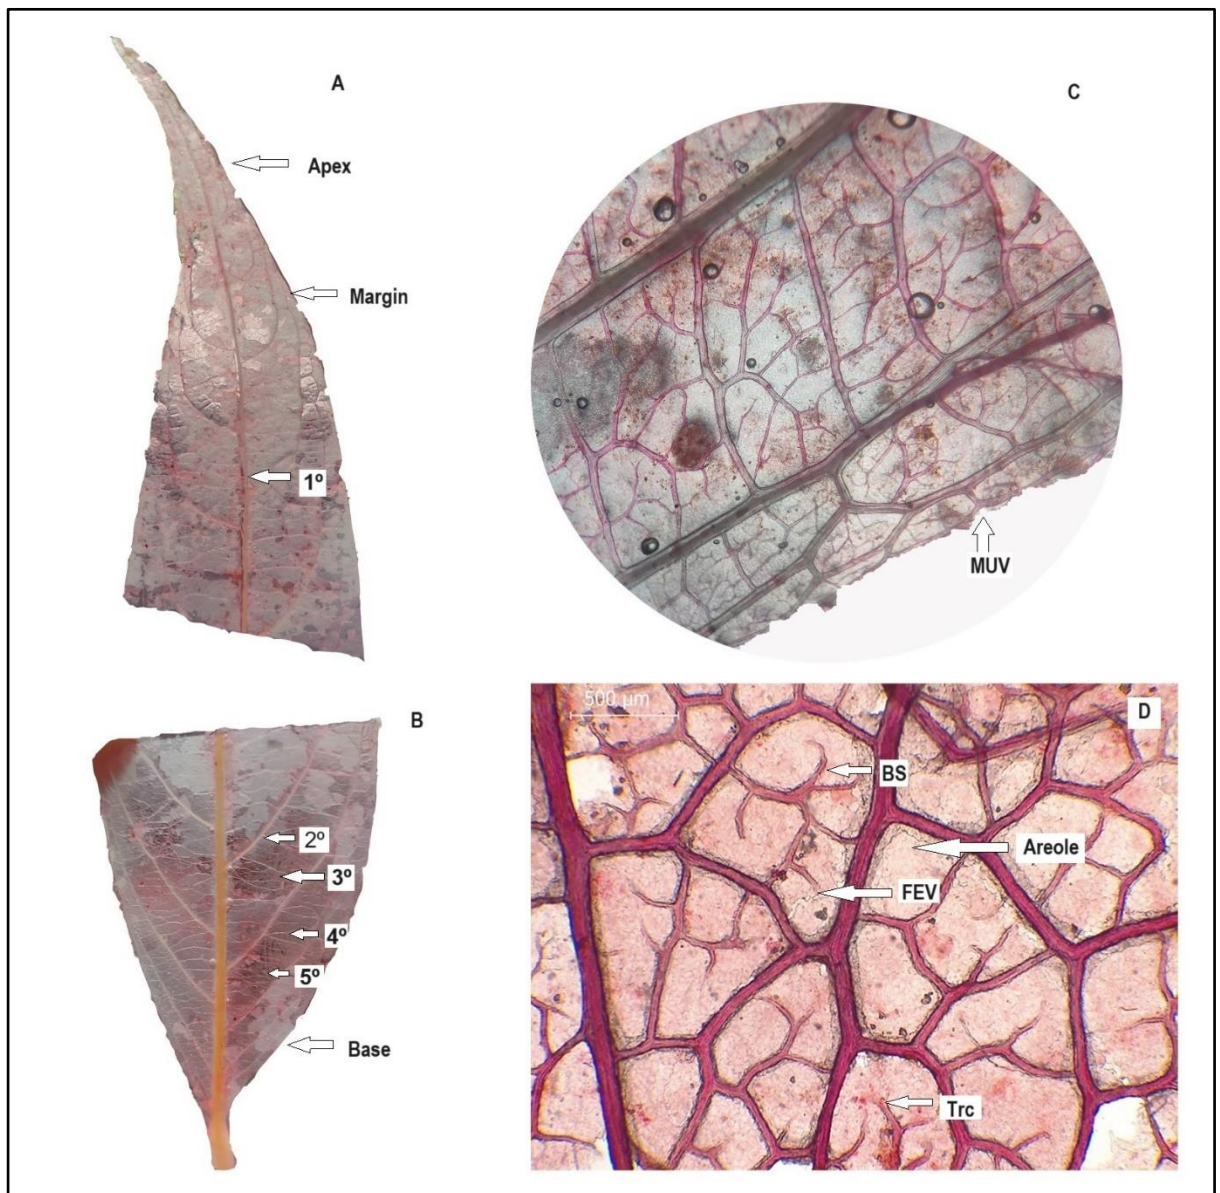 A
Apex
Margin
1º
B
2º
3º
4º
5º
Base
C
MUV
500 µm
D
BS
Areole
FEV
Trc